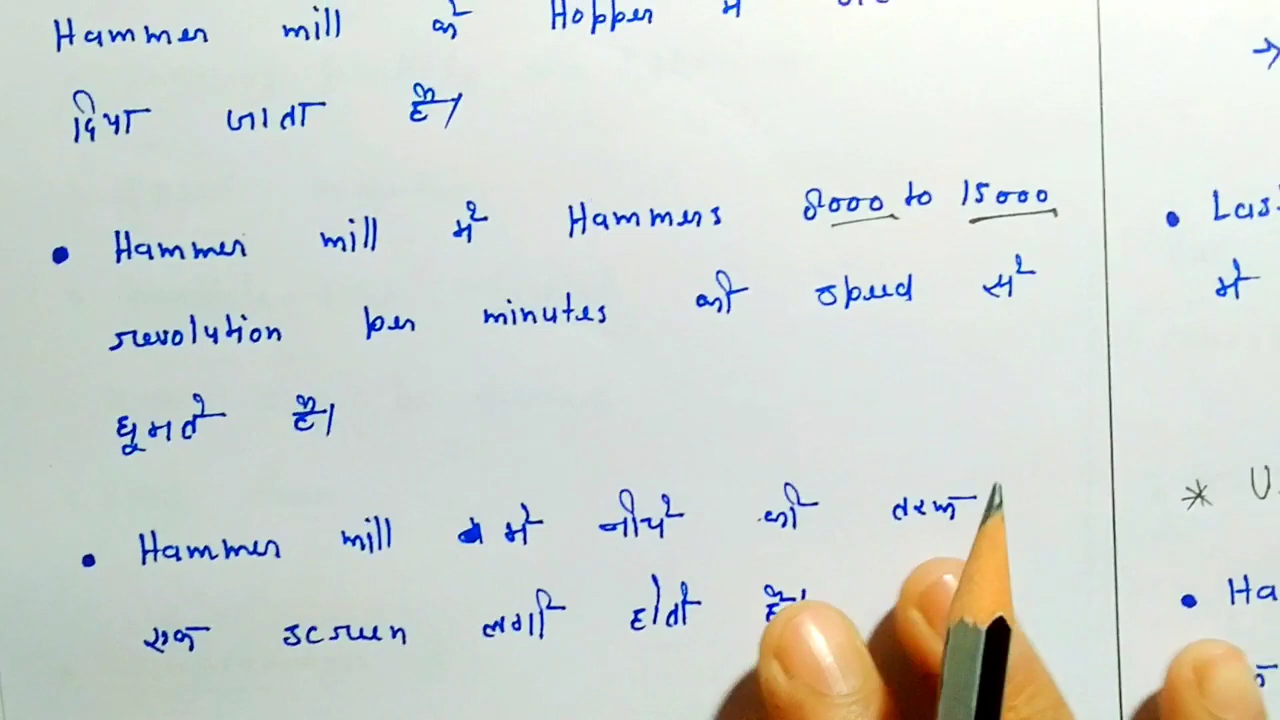 Hammer mill के Hopper में
दिया जाता है।
• Hammer mill में Hammers 8000 to 15000
revolution per minutes की speed से
घूमते हैं।
• Hammer mill में नीचे की तरफ
एक screen लगी होती है।
→
• Las
में
* U
• Ha